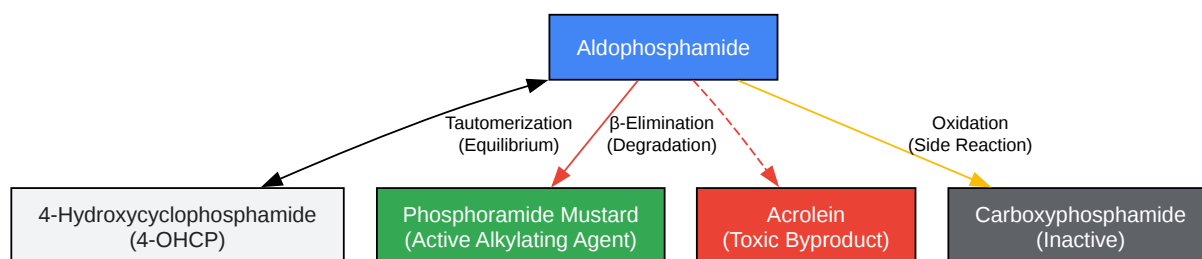 Aldophosphamide
Tautomerization
(Equilibrium)
β-Elimination
(Degradation)
Oxidation
(Side Reaction)
4-Hydroxycyclophosphamide
(4-OHCP)
Phosphoramide Mustard
(Active Alkylating Agent)
Acrolein
(Toxic Byproduct)
Carboxyphosphamide
(Inactive)